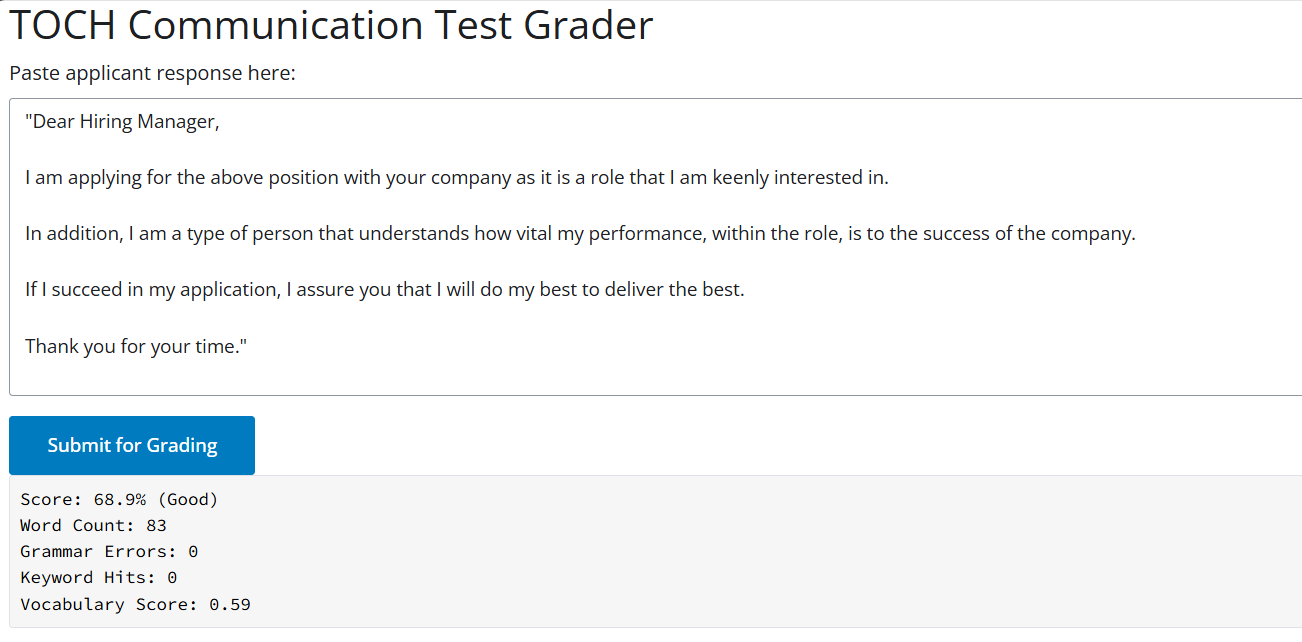 TOCH Communication Test Grader
Paste applicant response here:
"Dear Hiring Manager,
I am applying for the above position with your company as it is a role that I am keenly interested in.
In addition, I am a type of person that understands how vital my performance, within the role, is to the success of the company.
If I succeed in my application, I assure you that I will do my best to deliver the best.
Thank you for your time."
Submit for Grading
Score: 68.9% (Good)
Word Count: 83
Grammar Errors: 0
Keyword Hits: 0
Vocabulary Score: 0.59